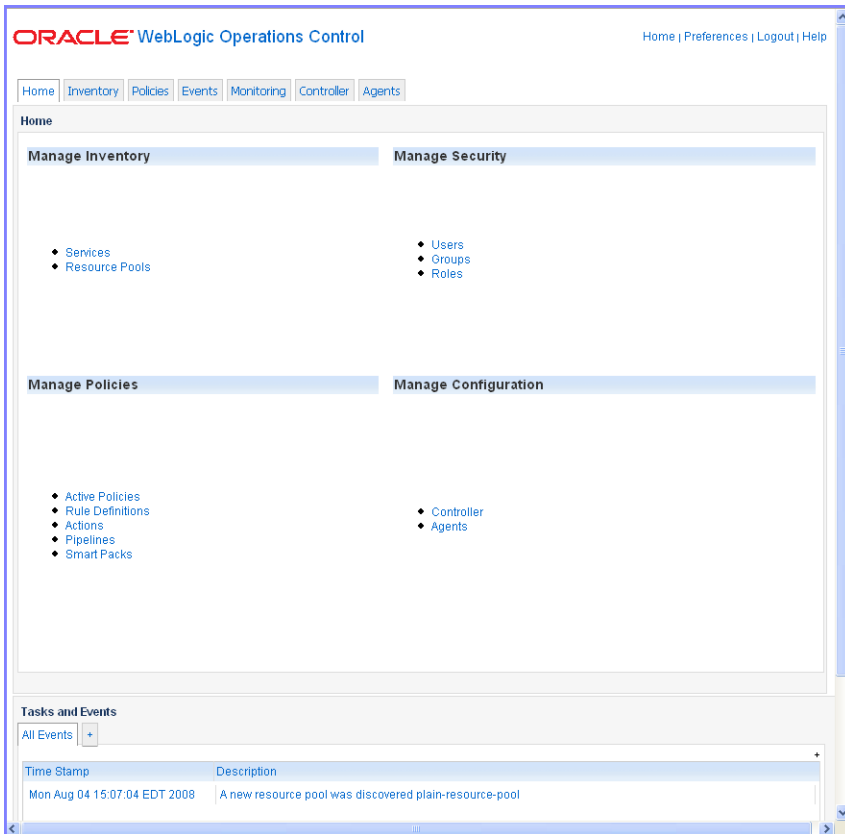 ORACLE WebLogic Operations Control
Home | Preferences | Logout | Help
Home Inventory Policies Events Monitoring Controller Agents
Home
Manage Inventory
Services
Resource Pools
Manage Security
Users
Groups
Roles
Manage Policies
Active Policies
Rule Definitions
Actions
Pipelines
Smart Packs
Manage Configuration
Controller
Agents
Tasks and Events
All Events +
+
Time Stamp Description
Mon Aug 04 15:07:04 EDT 2008 A new resource pool was discovered plain-resource-pool